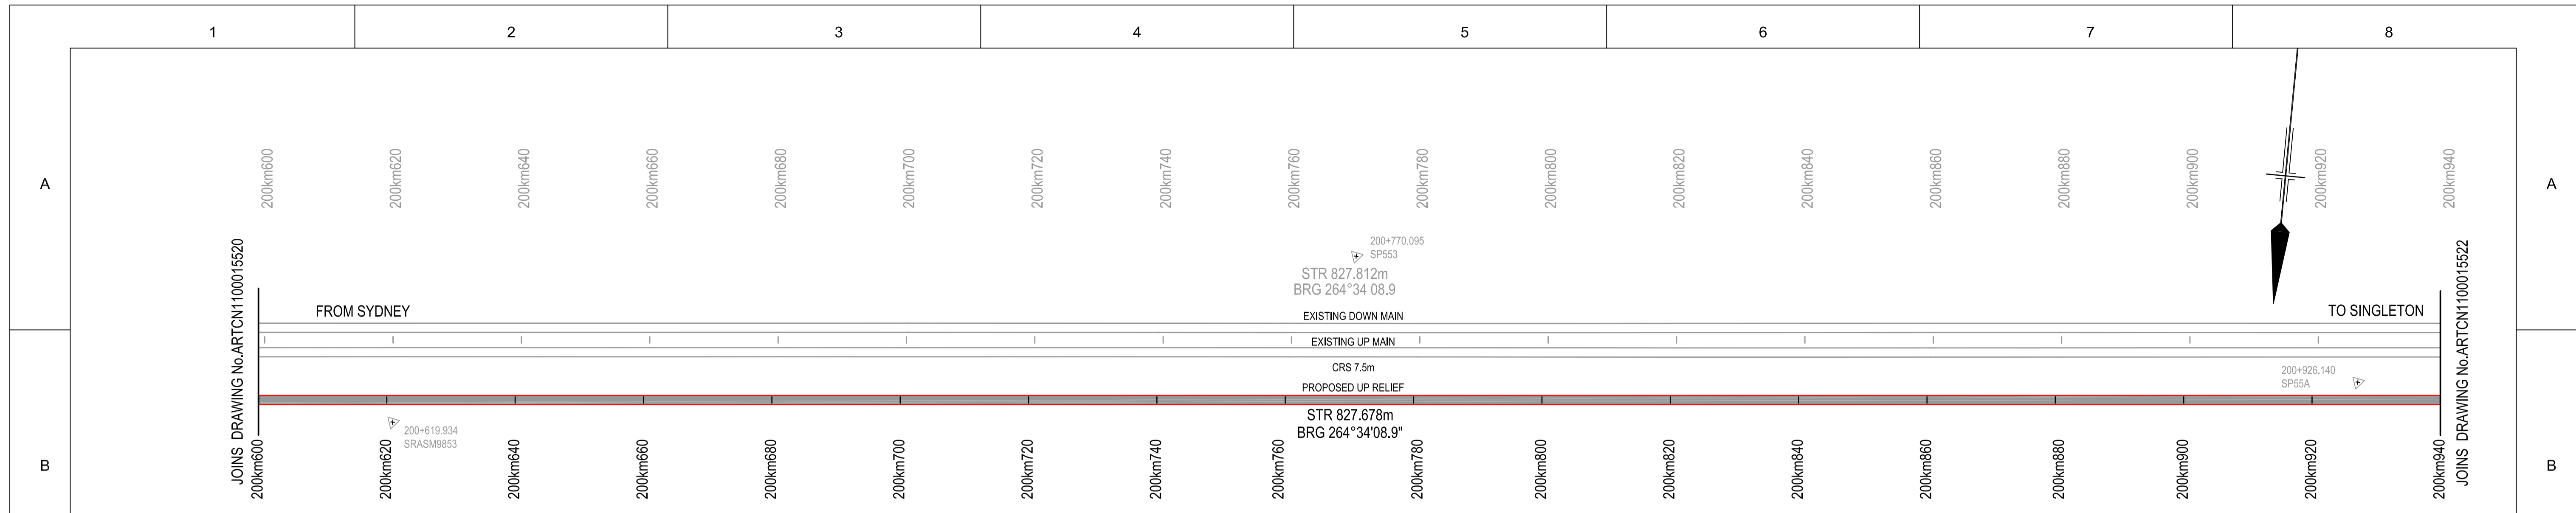 1 2 3 4 5 6 7 8
A A
200km600 200km620 200km640 200km660 200km680 200km700 200km720 200km740 200km760 200km780 200km800 200km820 200km840 200km860 200km880 200km900 200km920 200km940
200+770.095
SP553
STR 827.812m
BRG 264°34 08.9
JOINS DRAWING No.ARTCN1100015520
FROM SYDNEY
TO SINGLETON
JOINS DRAWING No.ARTCN1100015522
EXISTING DOWN MAIN
EXISTING UP MAIN
CRS 7.5m
200+926.140
SP55A
PROPOSED UP RELIEF
STR 827.678m
BRG 264°34'08.9"
200+619.934
SRASM9853
B B
200km600 200km620 200km640 200km660 200km680 200km700 200km720 200km740 200km760 200km780 200km800 200km820 200km840 200km860 200km880 200km900 200km920 200km940